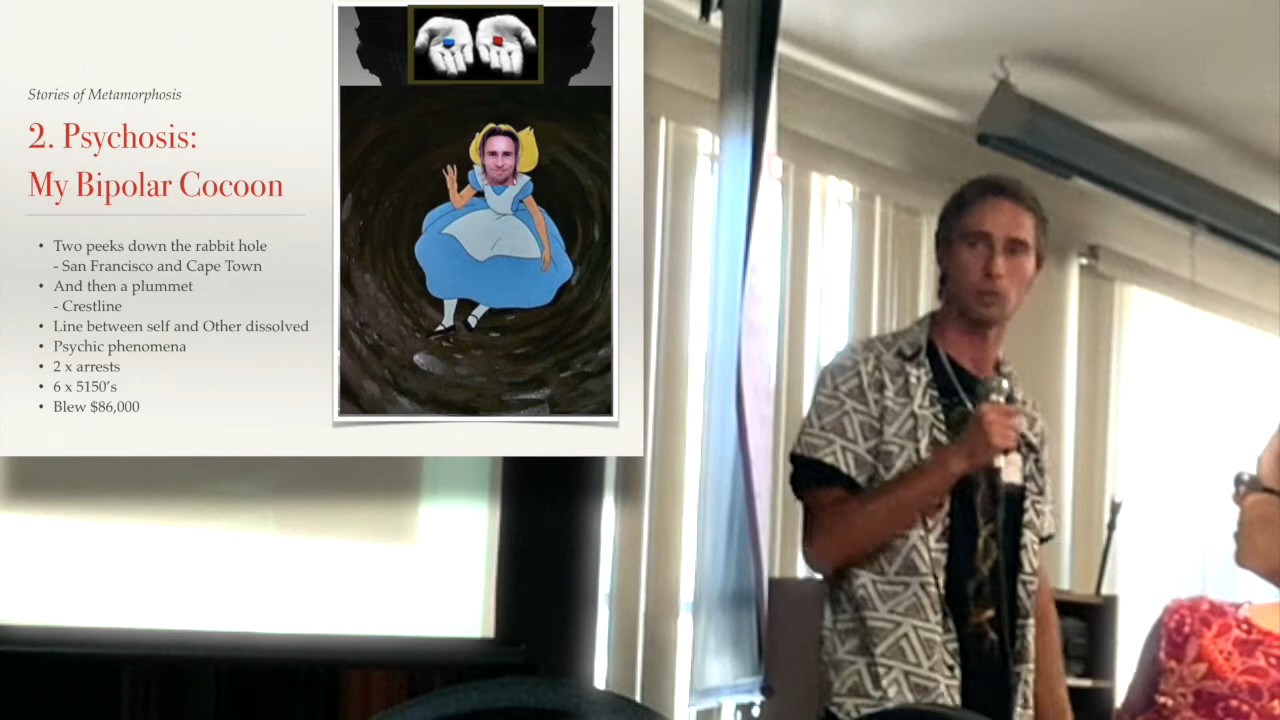 Stories of Metamorphosis
2. Psychosis:
My Bipolar Cocoon
• Two peeks down the rabbit hole
- San Francisco and Cape Town
• And then a plummet
- Crestline
• Line between self and Other dissolved
• Psychic phenomena
• 2 x arrests
• 6 x 5150’s
• Blew $86,000